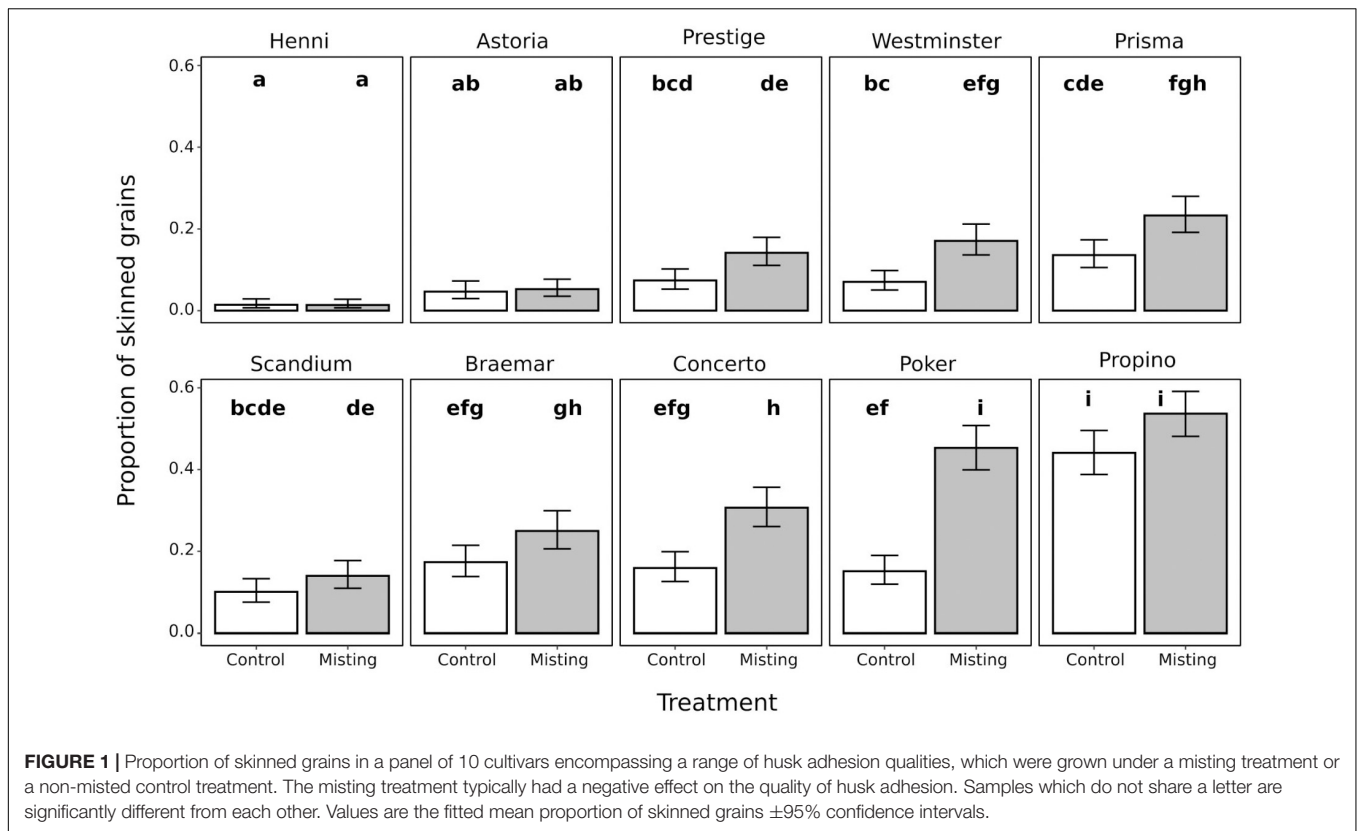 Henni Astoria Prestige Westminster Prisma
0.6
a a ab ab bcd de bc efg cde fgh
0.4
0.2
0.0
Scandium Braemar Concerto Poker Propino
0.6
bcde de efg gh efg h ef i i i
0.4
0.2
0.0
Control Misting Control Misting Control Misting Control Misting Control Misting
Proportion of skinned grains
Treatment
FIGURE 1 | Proportion of skinned grains in a panel of 10 cultivars encompassing a range of husk adhesion qualities, which were grown under a misting treatment or
a non-misted control treatment. The misting treatment typically had a negative effect on the quality of husk adhesion. Samples which do not share a letter are
significantly different from each other. Values are the fitted mean proportion of skinned grains ±95% confidence intervals.